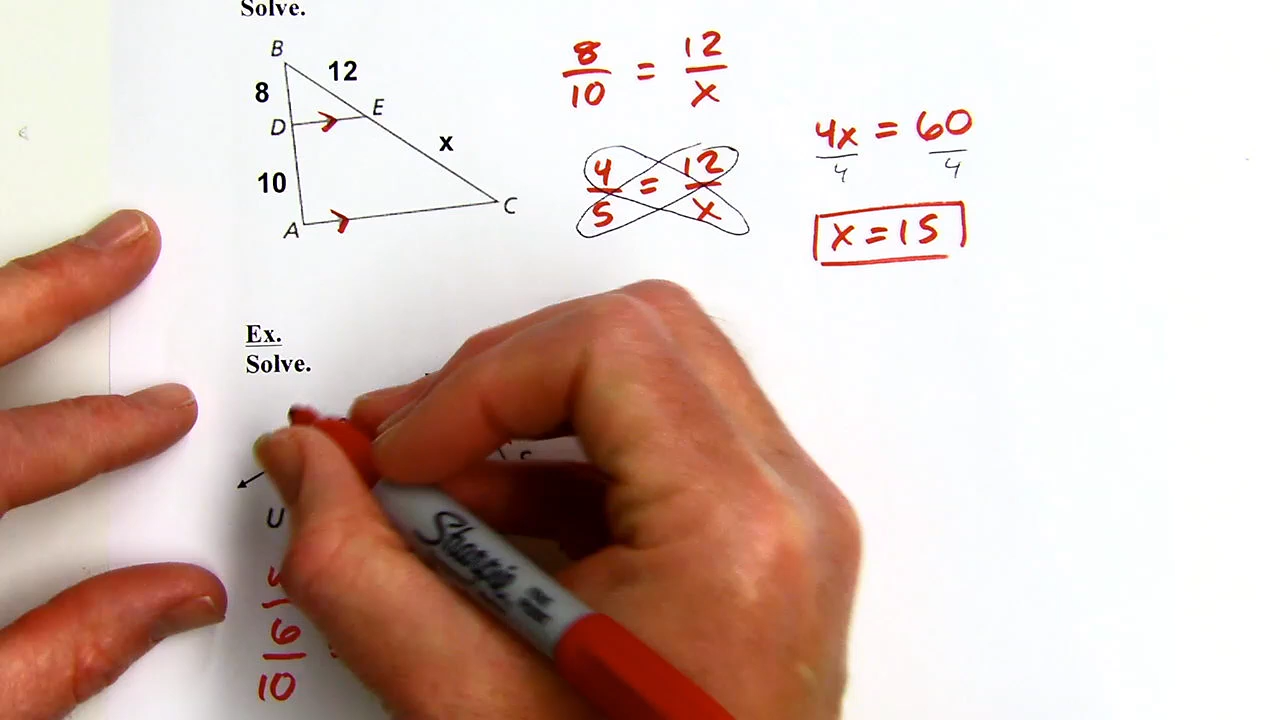 Solve.
B
12
8
E
D
x
10
C
A
8/10 = 12/x
4/5 = 12/x
4x = 60
4 4
x = 15
Ex.
Solve.
U
6
10
Sharpie